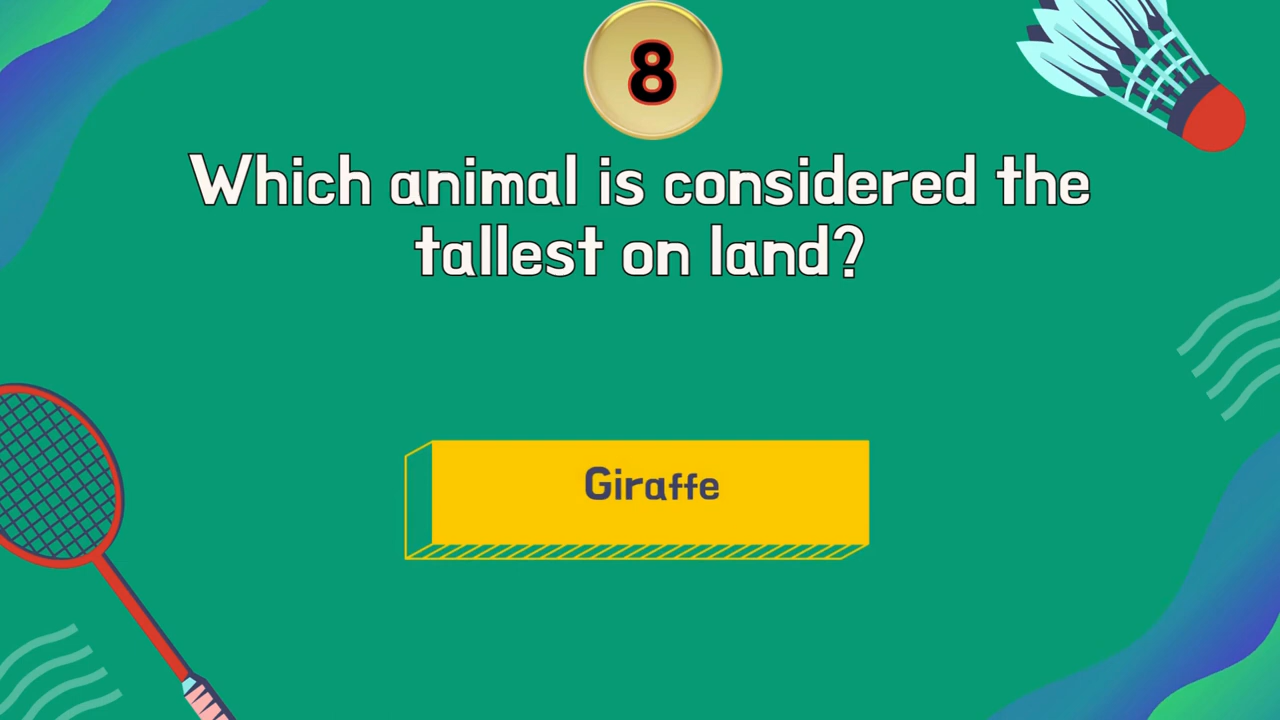 8
Which animal is considered the
tallest on land?
Giraffe